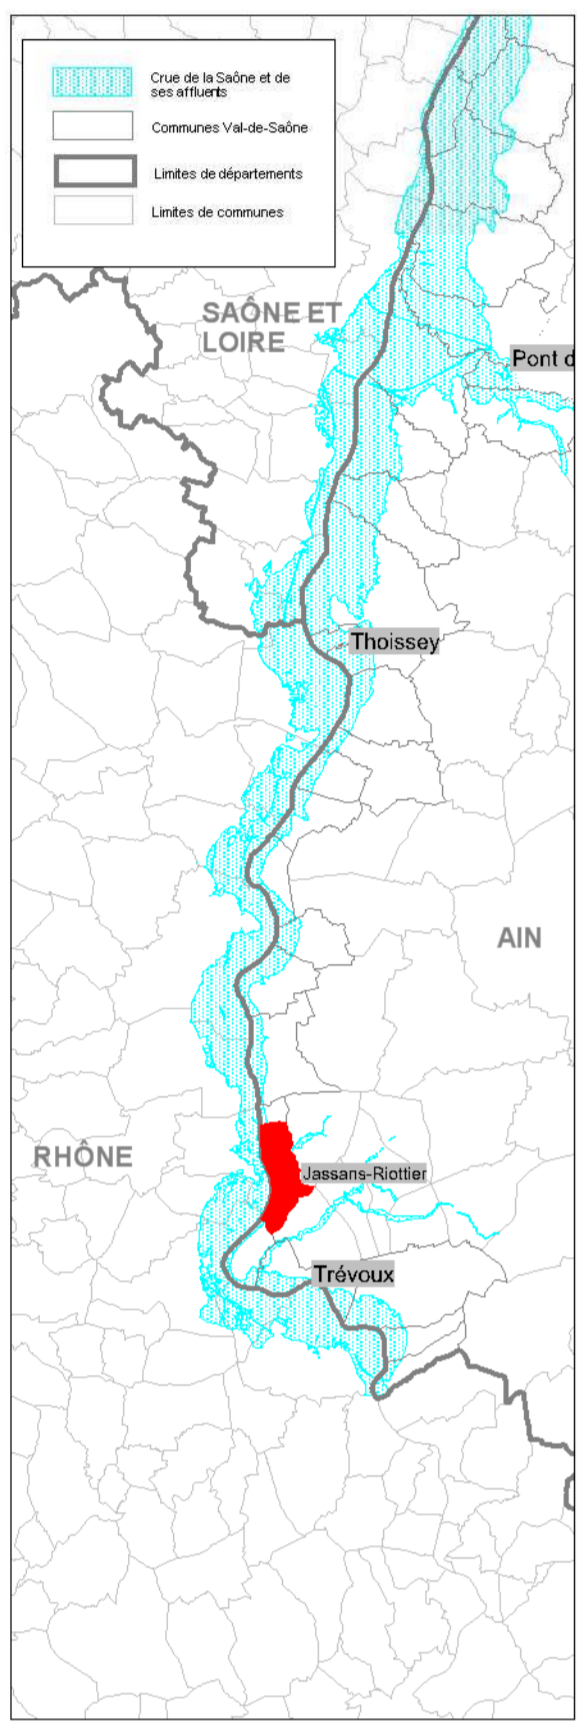 Crue de la Saône et de
ses affluents
Communes Val-de-Saône
Limites de départements
Limites de communes
SAÔNE ET
LOIRE
Pont d
Thoissey
AIN
RHÔNE
Jassans-Riottier
Trévoux